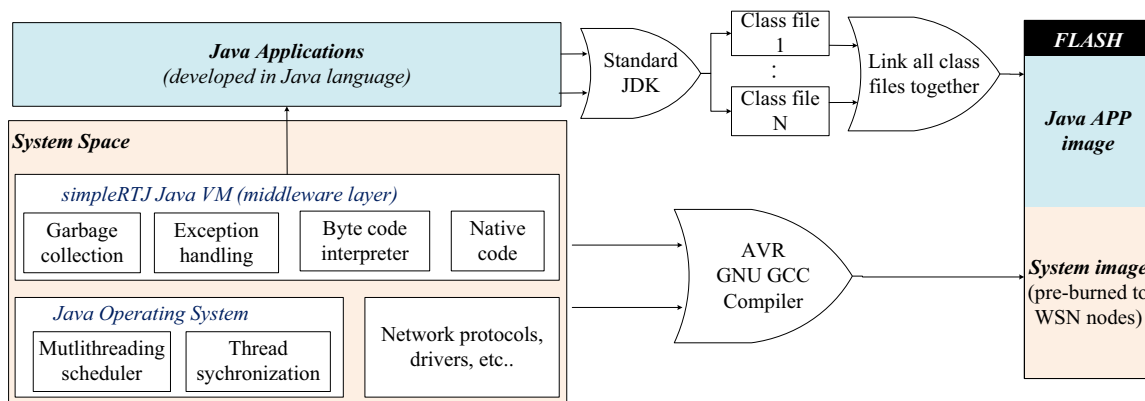 Java Applications
(developed in Java language)
Standard
JDK
Class file
1
:
Class file
N
Link all class
files together
FLASH
Java APP
image
System Space
simpleRTJ Java VM (middleware layer)
Garbage
collection
Exception
handling
Byte code
interpreter
Native
code
AVR
GNU GCC
Compiler
System image
(pre-burned to
WSN nodes)
Java Operating System
Mutlithreading
scheduler
Thread
sychronization
Network protocols,
drivers, etc..